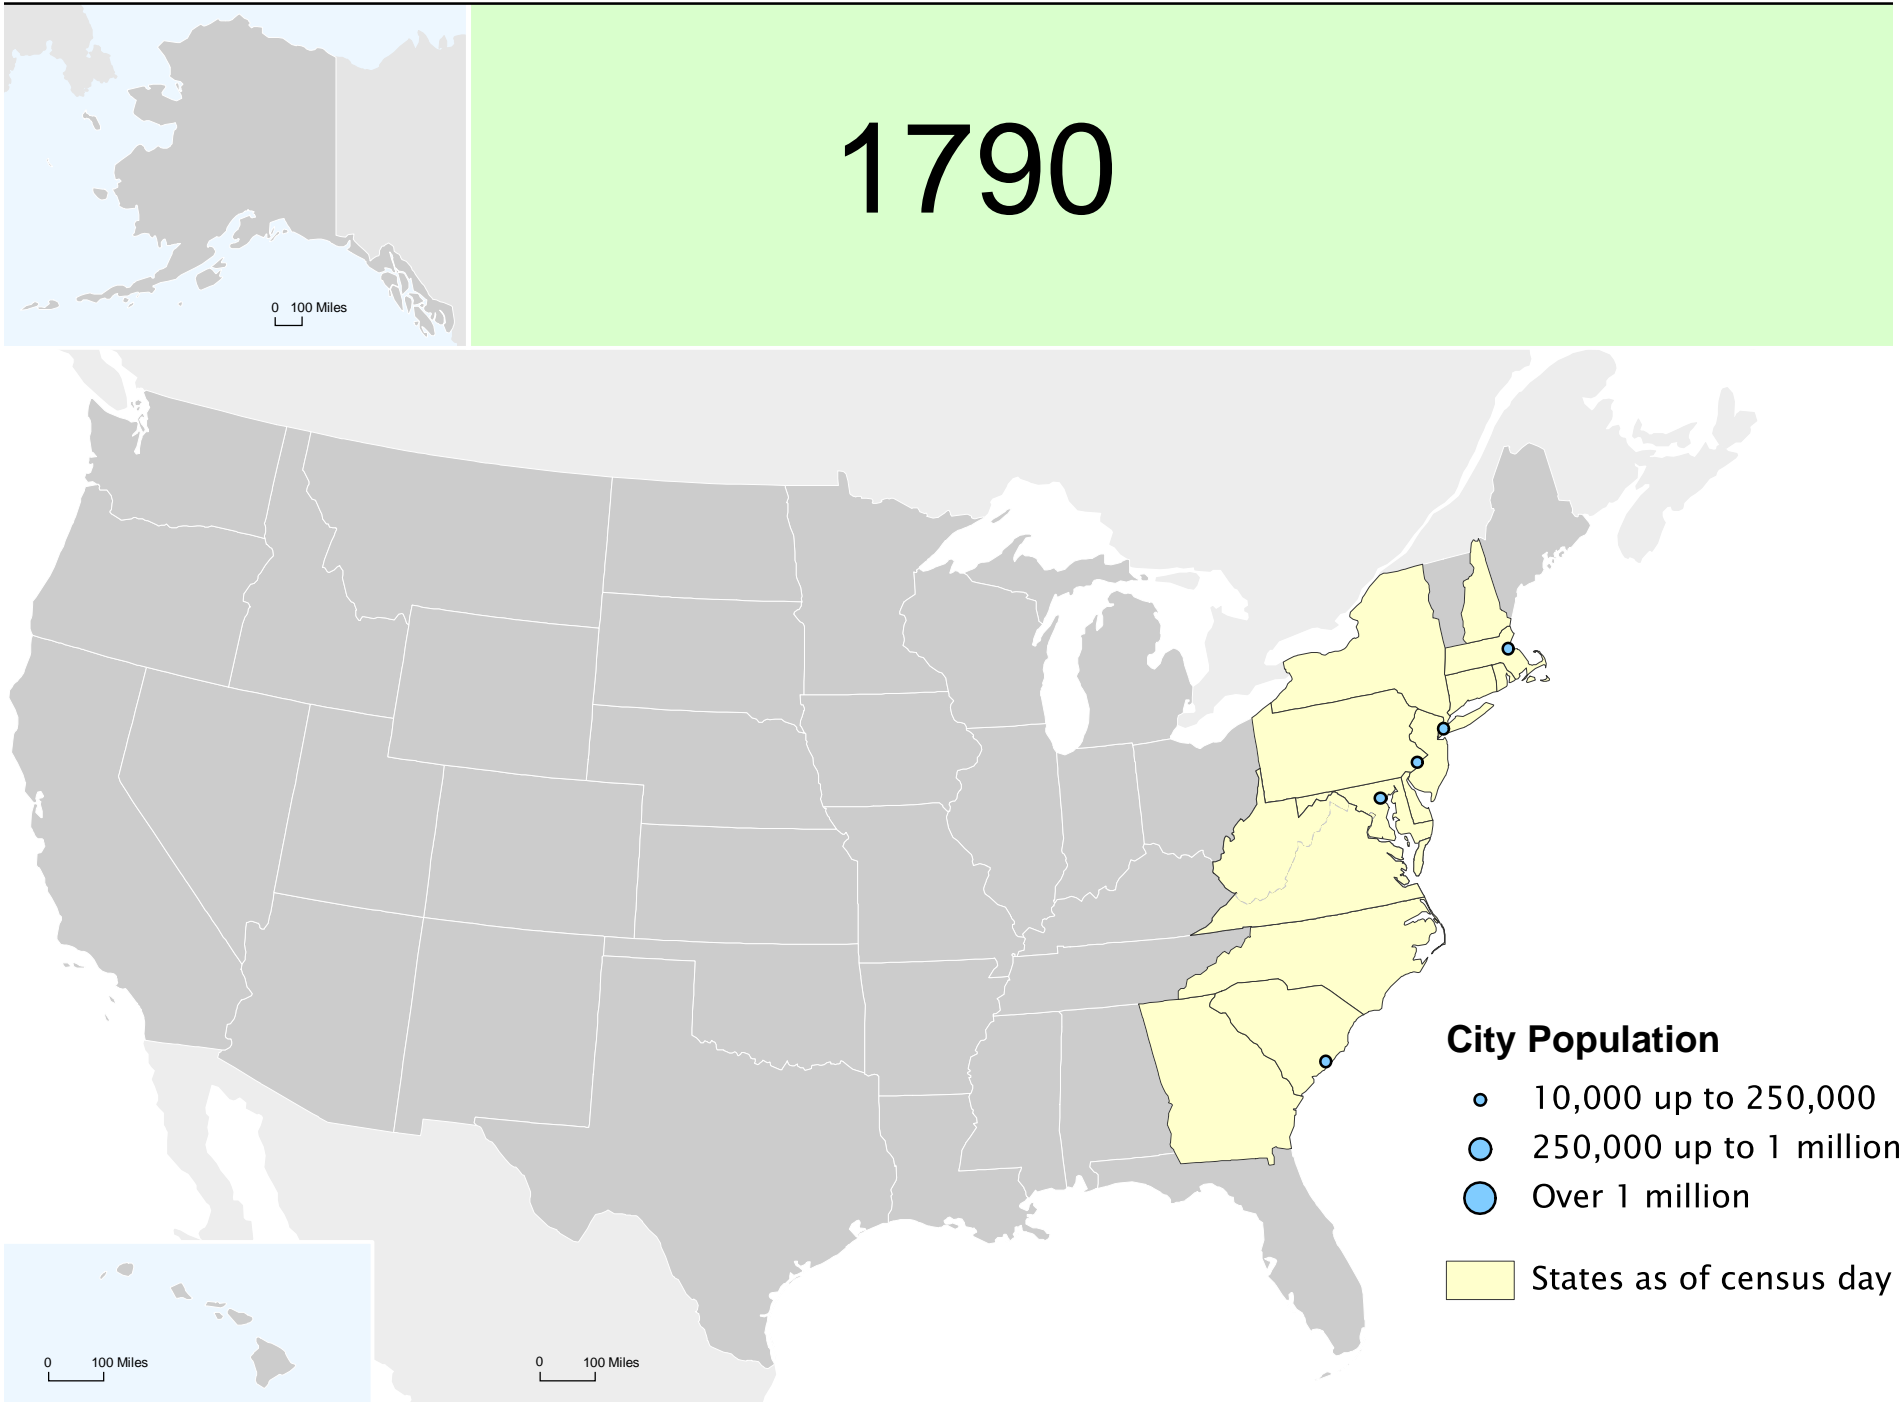 1790
0 100 Miles
City Population
10,000 up to 250,000
250,000 up to 1 million
Over 1 million
States as of census day
0 100 Miles
0 100 Miles